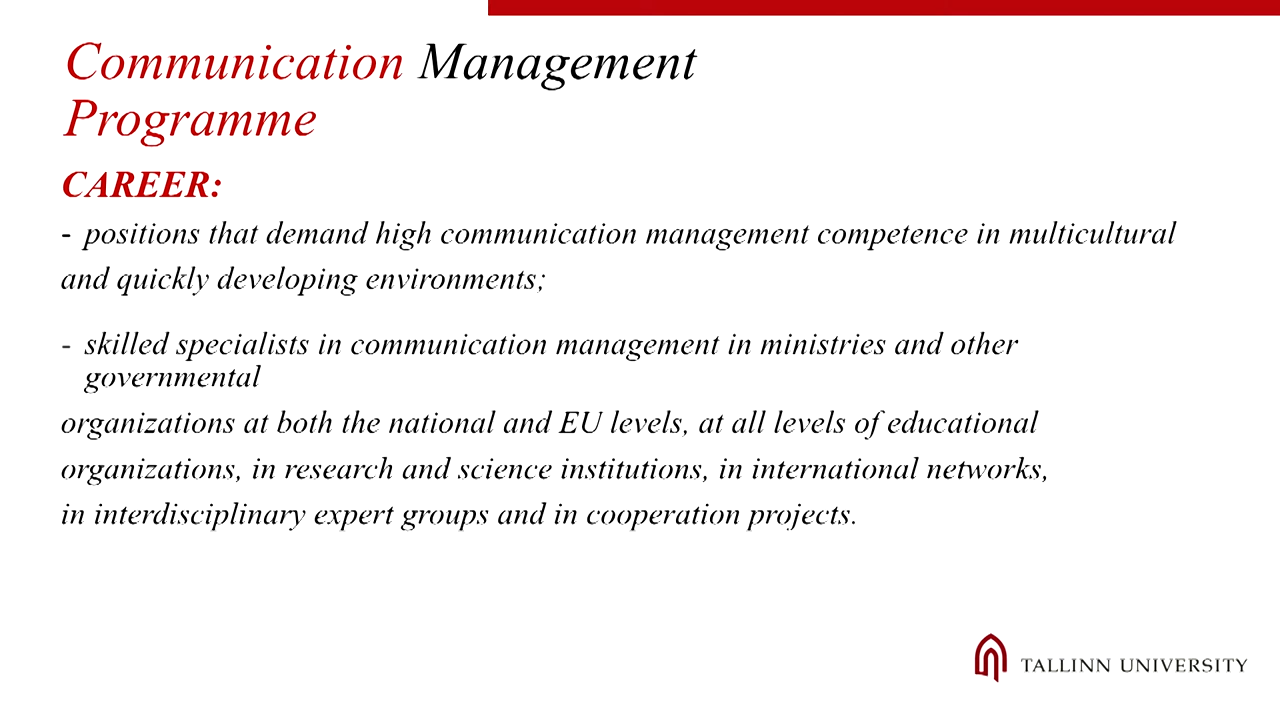 Communication Management
Programme
CAREER:
- positions that demand high communication management competence in multicultural
and quickly developing environments;
- skilled specialists in communication management in ministries and other
governmental
organizations at both the national and EU levels, at all levels of educational
organizations, in research and science institutions, in international networks,
in interdisciplinary expert groups and in cooperation projects.
TALLINN UNIVERSITY